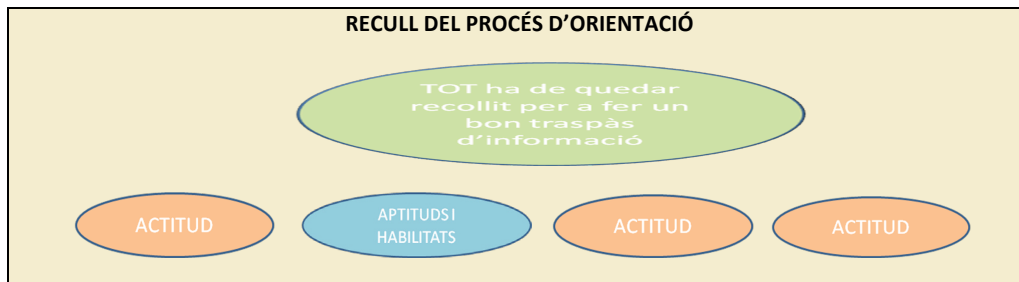 RECULL DEL PROCÉS D’ORIENTACIÓ
TOT ha de quedar
recollit per a fer un
bon traspàs
d’informació
ACTITUD
APTITUDS I
HABILITATS
ACTITUD
ACTITUD